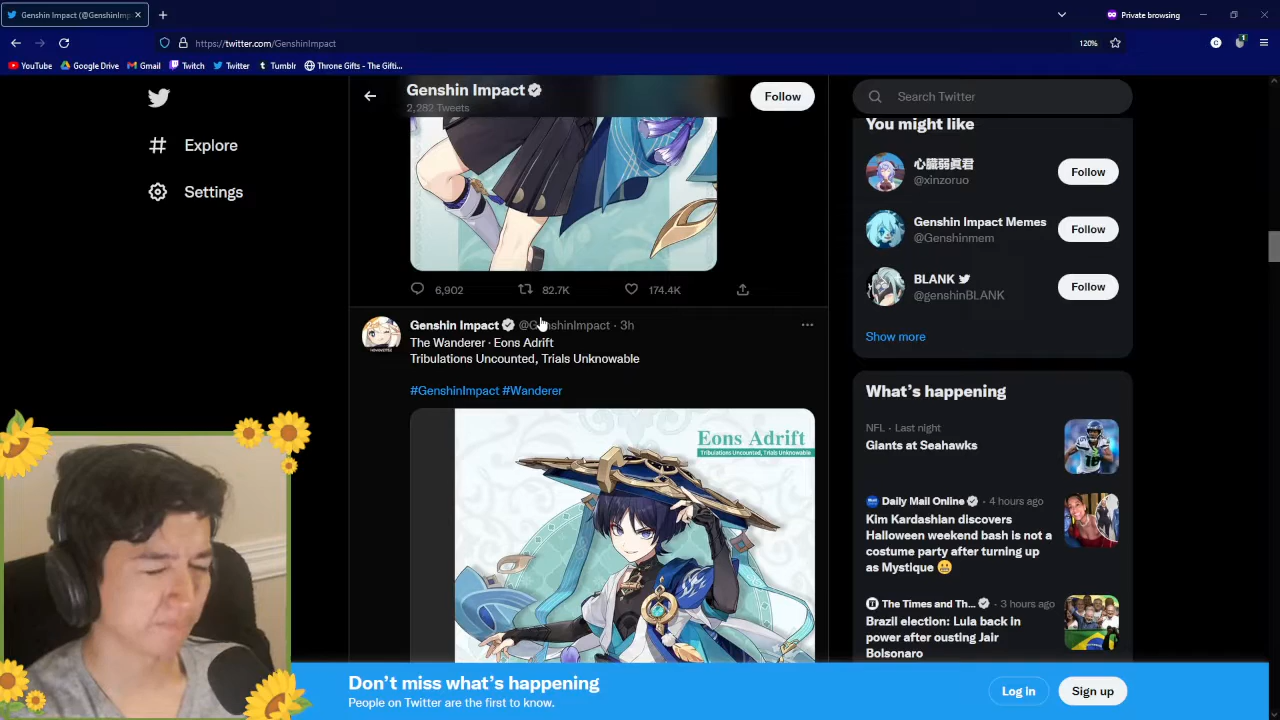 Genshin Impact (@GenshinImp
Private browsing
https://twitter.com/GenshinImpact
120%
YouTube
Google Drive
Gmail
Twitch
Twitter
Tumblr
Throne Gifts - The Gifti...
Explore
Settings
Genshin Impact
2,282 Tweets
Follow
6,902
82.7K
174.4K
Genshin Impact @GenshinImpact · 3h
The Wanderer · Eons Adrift
Tribulations Uncounted, Trials Unknowable
#GenshinImpact #Wanderer
Eons Adrift
Tribulations Uncounted, Trials Unknowable
Search Twitter
You might like
心臓弱眞君
@xinzoruo
Follow
Genshin Impact Memes
@Genshinmem
Follow
BLANK
@genshinBLANK
Follow
Show more
What's happening
NFL · Last night
Giants at Seahawks
Daily Mail Online · 4 hours ago
Kim Kardashian discovers
Halloween weekend bash is not a
costume party after turning up
as Mystique
The Times and Th... · 3 hours ago
Brazil election: Lula back in
power after ousting Jair
Bolsonaro
Don't miss what's happening
People on Twitter are the first to know.
Log in
Sign up